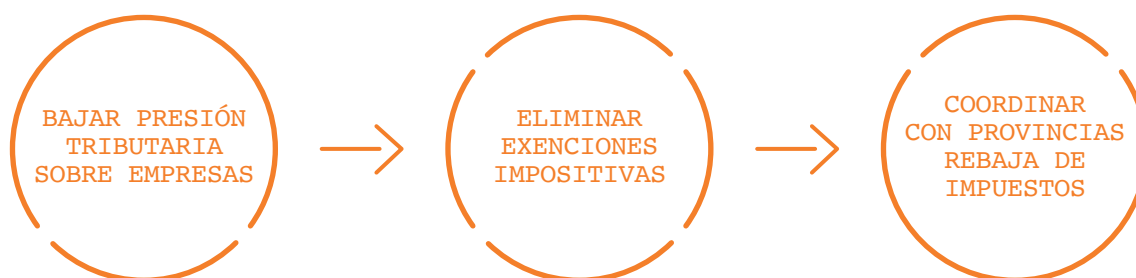 BAJAR PRESIÓN
TRIBUTARIA
SOBRE EMPRESAS
ELIMINAR
EXENCIONES
IMPOSITIVAS
COORDINAR
CON PROVINCIAS
REBAJA DE
IMPUESTOS